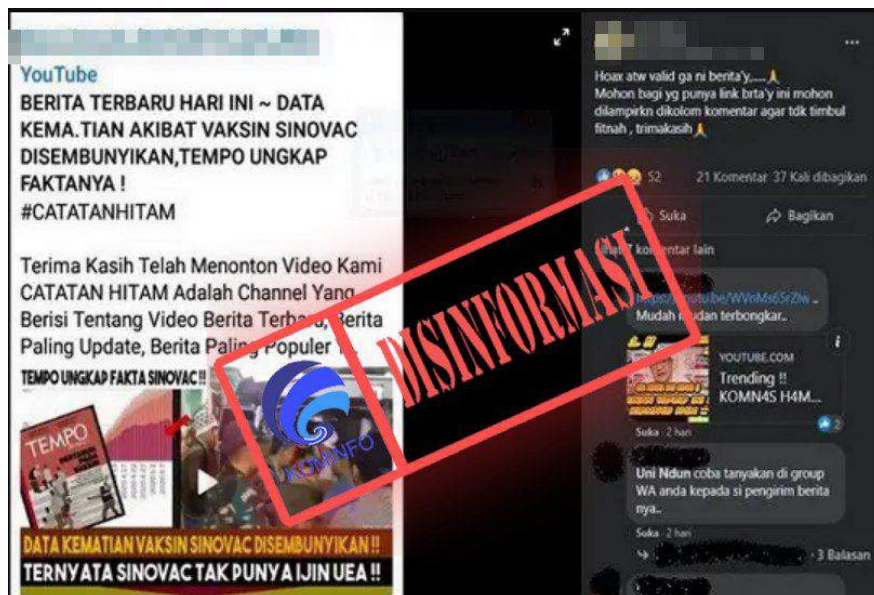 YouTube
BERITA TERBARU HARI INI ~ DATA
KEMA.TIAN AKIBAT VAKSIN SINOVAC
DISEMBUNYIKAN,TEMPO UNGKAP
FAKTANYA !
#CATATANHITAM
Terima Kasih Telah Menonton Video Kami
CATATAN HITAM Adalah Channel Yang
Berisi Tentang Video Berita Terbaru, Berita
Paling Update, Berita Paling Populer
TEMPO UNGKAP FAKTA SINOVAC!!
TEMPO
DATA KEMATIAN VAKSIN SINOVAC DISEMBUNYIKAN!!
TERNYATA SINOVAC TAK PUNYA IJIN UEA!!
KOMINFO
DISINFORMASI
Hoax atw valid ga ni berita'y,.....🙏
Mohon bagi yg punya link brta'y ini mohon
dilampirkn dikolom komentar agar tdk timbul
fitnah , trimakasih🙏
52 21 Komentar 37 Kali dibagikan
Suka Bagikan
7 komentar lain
Mudah mudan terbongkar..
YOUTUBE.COM
Trending !!
KOMN4S H4M...
2
Suka · 2 hari
Uni Ndun coba tanyakan di group
WA anda kepada si pengirim berita
nya..
Suka · 2 hari
· 3 Balasan